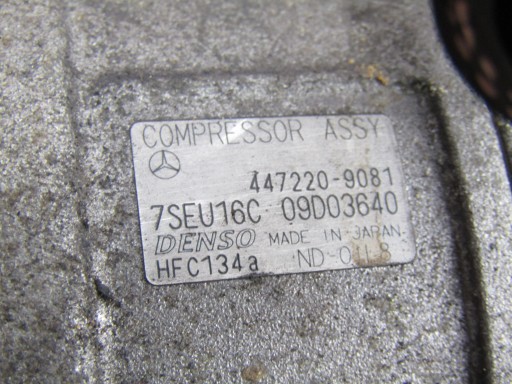 COMPRESSOR ASSY
447220-9081
7SEU16C 09D03640
DENSO MADE IN JAPAN
HFC134a ND-OIL8